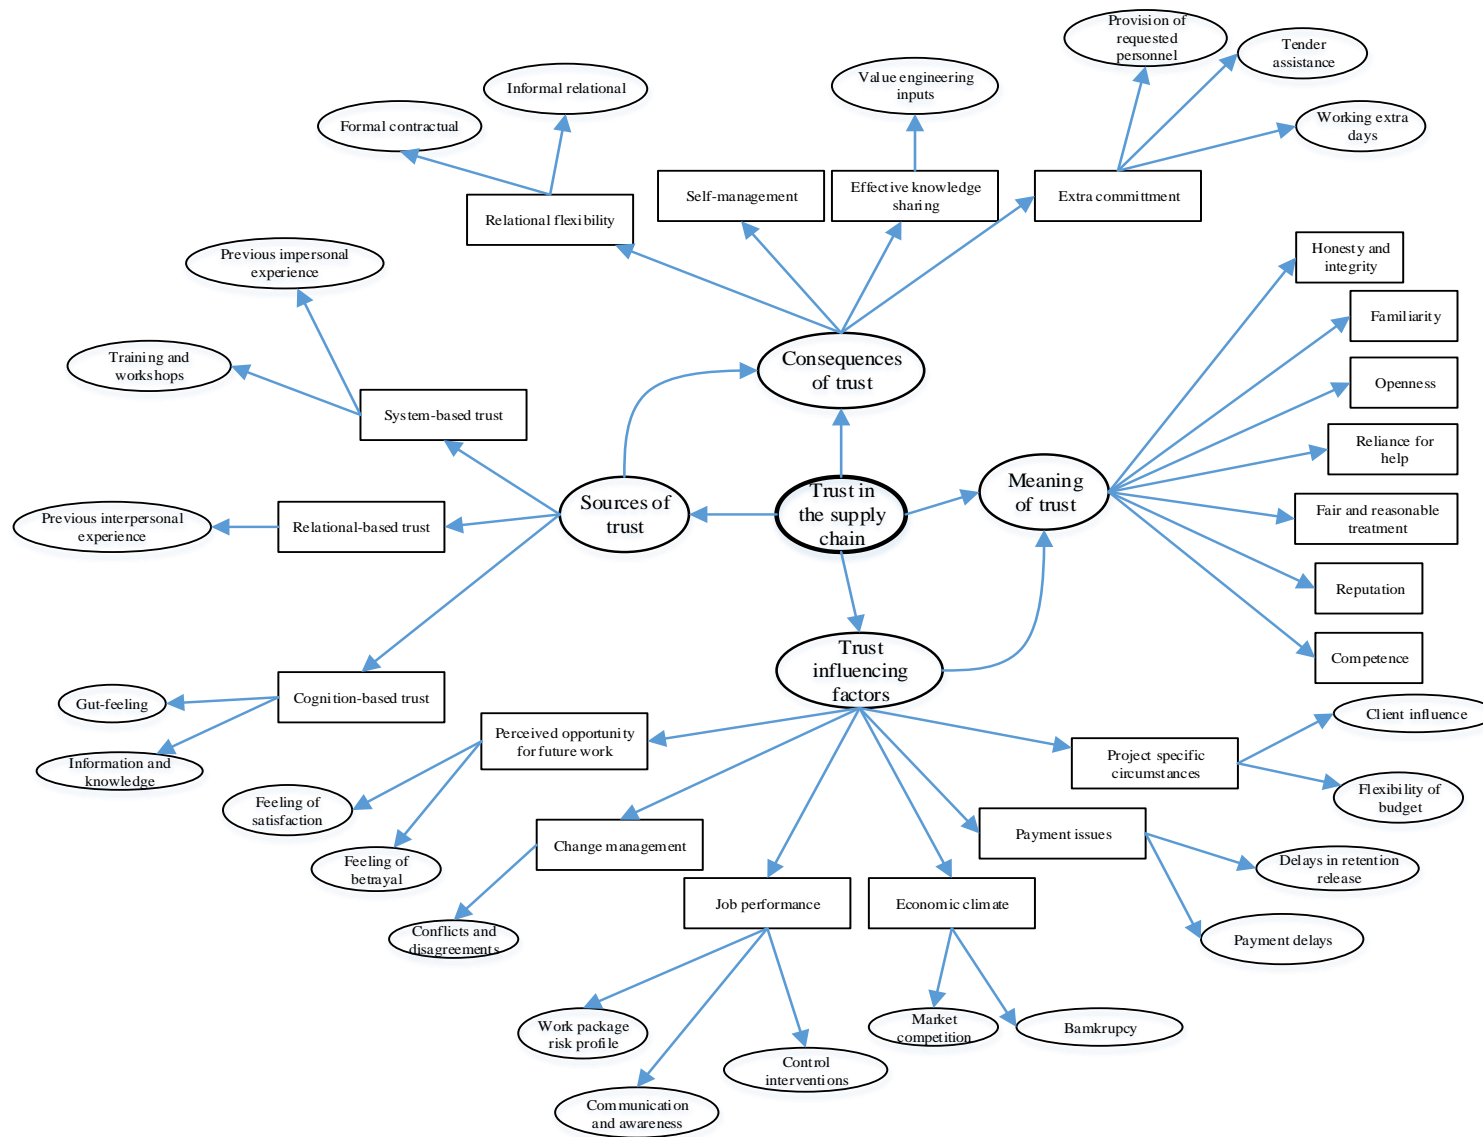 Provision of
requested
personnel
Tender
assistance
Value engineering
inputs
Informal relational
Formal contractual
Working extra
days
Self-management
Effective knowledge
sharing
Extra committment
Relational flexibility
Previous impersonal
experience
Honesty and
integrity
Familiarity
Training and
workshops
Consequences
of trust
Openness
System-based trust
Reliance for
help
Meaning
of trust
Sources of
trust
Trust in
the supply
chain
Previous interpersonal
experience
Relational-based trust
Fair and reasonable
treatment
Reputation
Trust
influencing
factors
Competence
Gut-feeling
Cognition-based trust
Client influence
Perceived opportunity
for future work
Project specific
circumstances
Information and
knowledge
Flexibility of
budget
Feeling of
satisfaction
Change management
Payment issues
Feeling of
betrayal
Delays in retention
release
Job performance
Economic climate
Conflicts and
disagreements
Payment delays
Work package
risk profile
Market
competition
Bamkrupcy
Control
interventions
Communication
and awareness